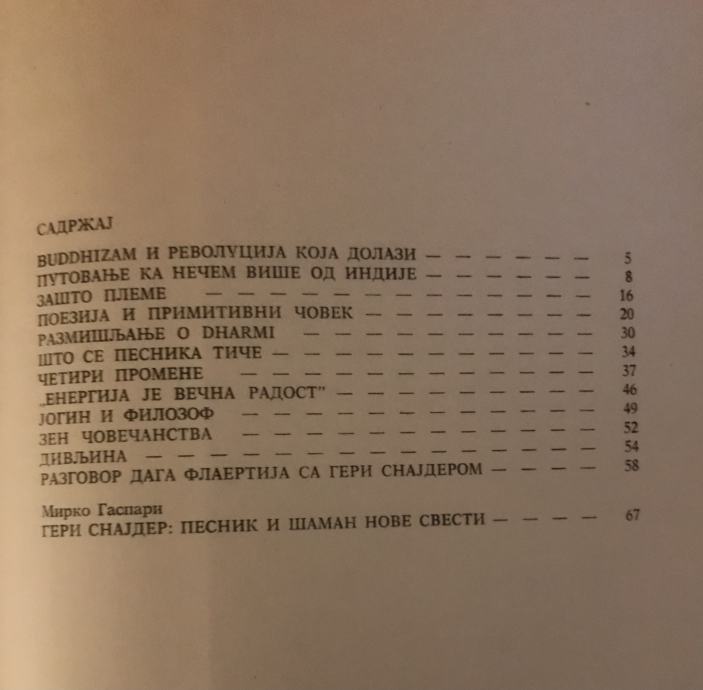 САДРЖАЈ
BUDDHIZAM И РЕВОЛУЦИЈА КОЈА ДОЛАЗИ — — — — — — 5
ПУТОВАЊЕ КА НЕЧЕМ ВИШЕ ОД ИНДИЈЕ — — — — — — 8
ЗАШТО ПЛЕМЕ — — — — — — — — — — — — 16
ПОЕЗИЈА И ПРИМИТИВНИ ЧОВЕК — — — — — — — — 20
РАЗМИШЉАЊЕ О DHARMI — — — — — — — — — 30
ШТО СЕ ПЕСНИКА ТИЧЕ — — — — — — — — — — 34
ЧЕТИРИ ПРОМЕНЕ — — — — — — — — — — — 37
„ЕНЕРГИЈА ЈЕ ВЕЧНА РАДОСТ” — — — — — — — — 46
ЈОГИН И ФИЛОЗОФ — — — — — — — — — — — 49
ЗЕН ЧОВЕЧАНСТВА — — — — — — — — — — — 52
ДИВЉИНА — — — — — — — — — — — — — — 54
РАЗГОВОР ДАГА ФЛАЕРТИЈА СА ГЕРИ СНАЈДЕРОМ — — — — 58
Мирко Гаспари
ГЕРИ СНАЈДЕР: ПЕСНИК И ШАМАН НОВЕ СВЕСТИ — — — — 67